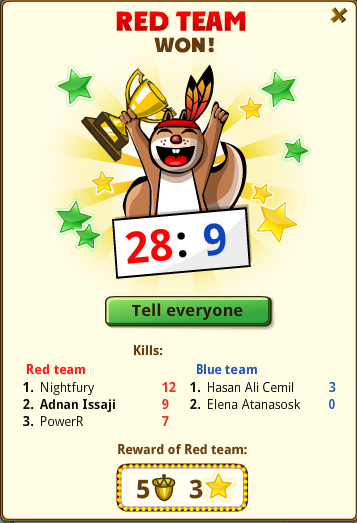 RED TEAM
WON!
28: 9
Tell everyone
Kills:
Red team
1. Nightfury 12
2. Adnan Issaji 9
3. PowerR 7
Blue team
1. Hasan Ali Cemil 3
2. Elena Atanasosk 0
Reward of Red team:
5 3